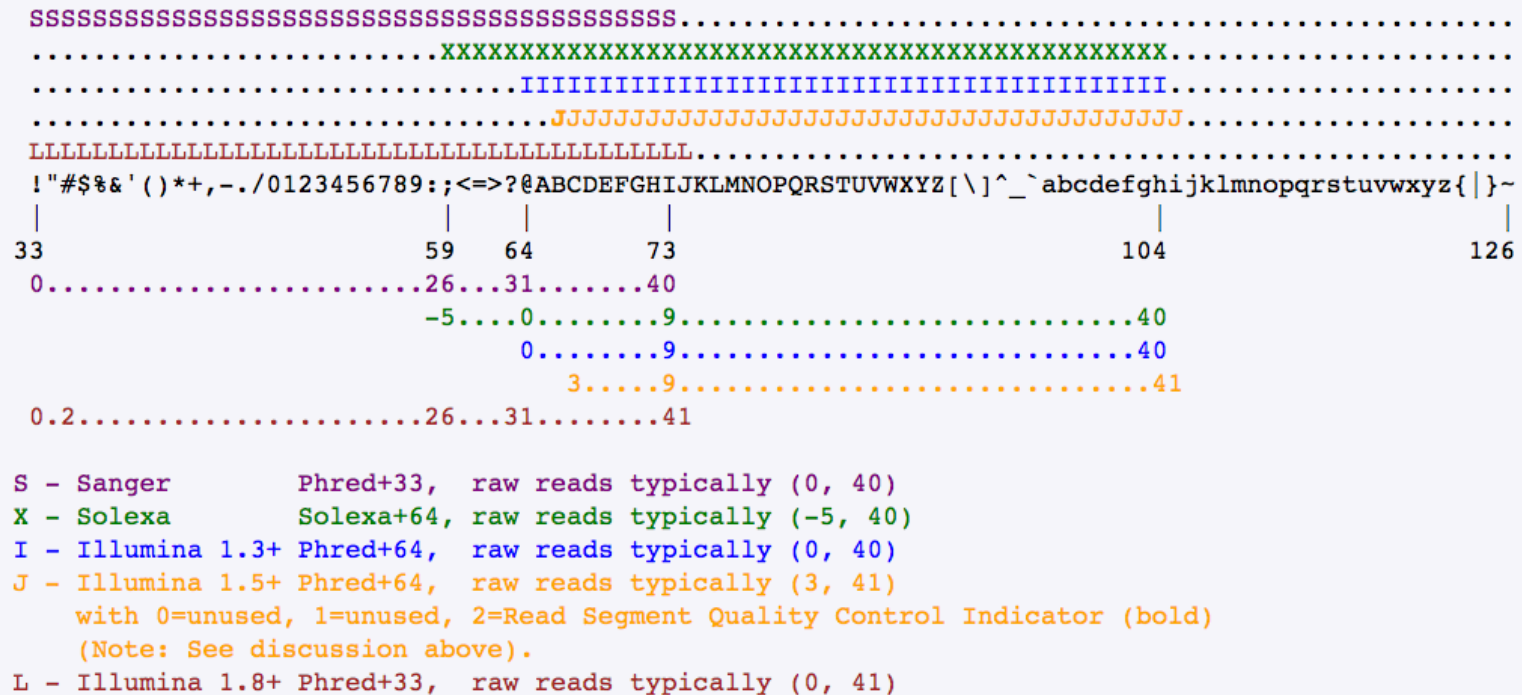 SSSSSSSSSSSSSSSSSSSSSSSSSSSSSSSSSSSSSSSSS.....................................................
..........................XXXXXXXXXXXXXXXXXXXXXXXXXXXXXXXXXXXXXXXXXXXXXX......................
...............................IIIIIIIIIIIIIIIIIIIIIIIIIIIIIIIIIIIIIIIII......................
.................................JJJJJJJJJJJJJJJJJJJJJJJJJJJJJJJJJJJJJJJJ.....................
LLLLLLLLLLLLLLLLLLLLLLLLLLLLLLLLLLLLLLLLLL....................................................
!"#$%&'()*+,-./0123456789:;<=>?@ABCDEFGHIJKLMNOPQRSTUVWXYZ[\]^_`abcdefghijklmnopqrstuvwxyz{|}~
| | | | | |
33 59 64 73 104 126
0........................26...31.......40
-5....0........9.............................40
0........9.............................40
3.....9..............................41
0.2......................26...31........41
S - Sanger Phred+33, raw reads typically (0, 40)
X - Solexa Solexa+64, raw reads typically (-5, 40)
I - Illumina 1.3+ Phred+64, raw reads typically (0, 40)
J - Illumina 1.5+ Phred+64, raw reads typically (3, 41)
with 0=unused, 1=unused, 2=Read Segment Quality Control Indicator (bold)
(Note: See discussion above).
L - Illumina 1.8+ Phred+33, raw reads typically (0, 41)